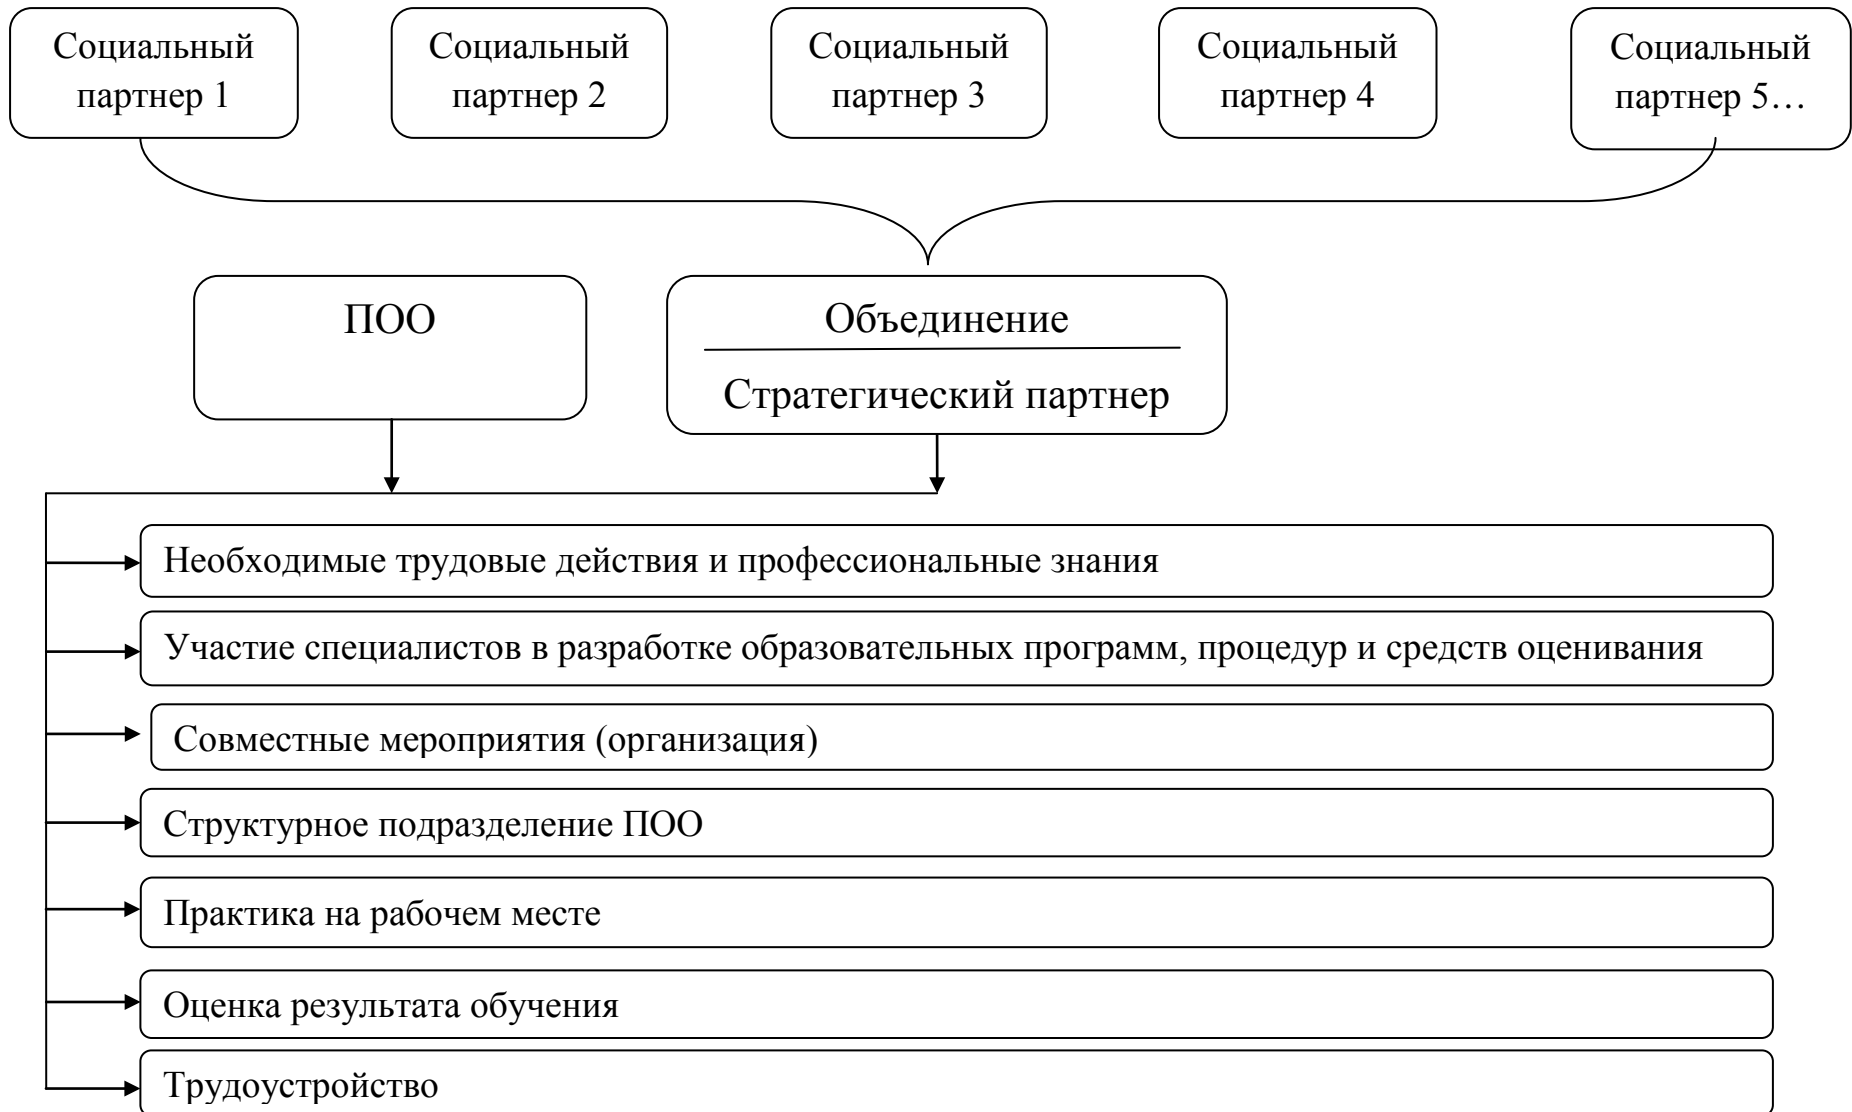 Социальный
партнер 1
Социальный
партнер 2
Социальный
партнер 3
Социальный
партнер 4
Социальный
партнер 5…
ПОО
Объединение
Стратегический партнер
Необходимые трудовые действия и профессиональные знания
Участие специалистов в разработке образовательных программ, процедур и средств оценивания
Совместные мероприятия (организация)
Структурное подразделение ПОО
Практика на рабочем месте
Оценка результата обучения
Трудоустройство